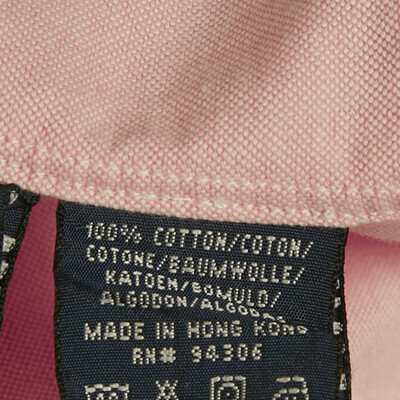 100% COTTON/COTON/
COTONE/BAUMWOLLE/
KATOEN/BOMULD/
ALGODON/ALGODAO
MADE IN HONG KONG
RN# 94306